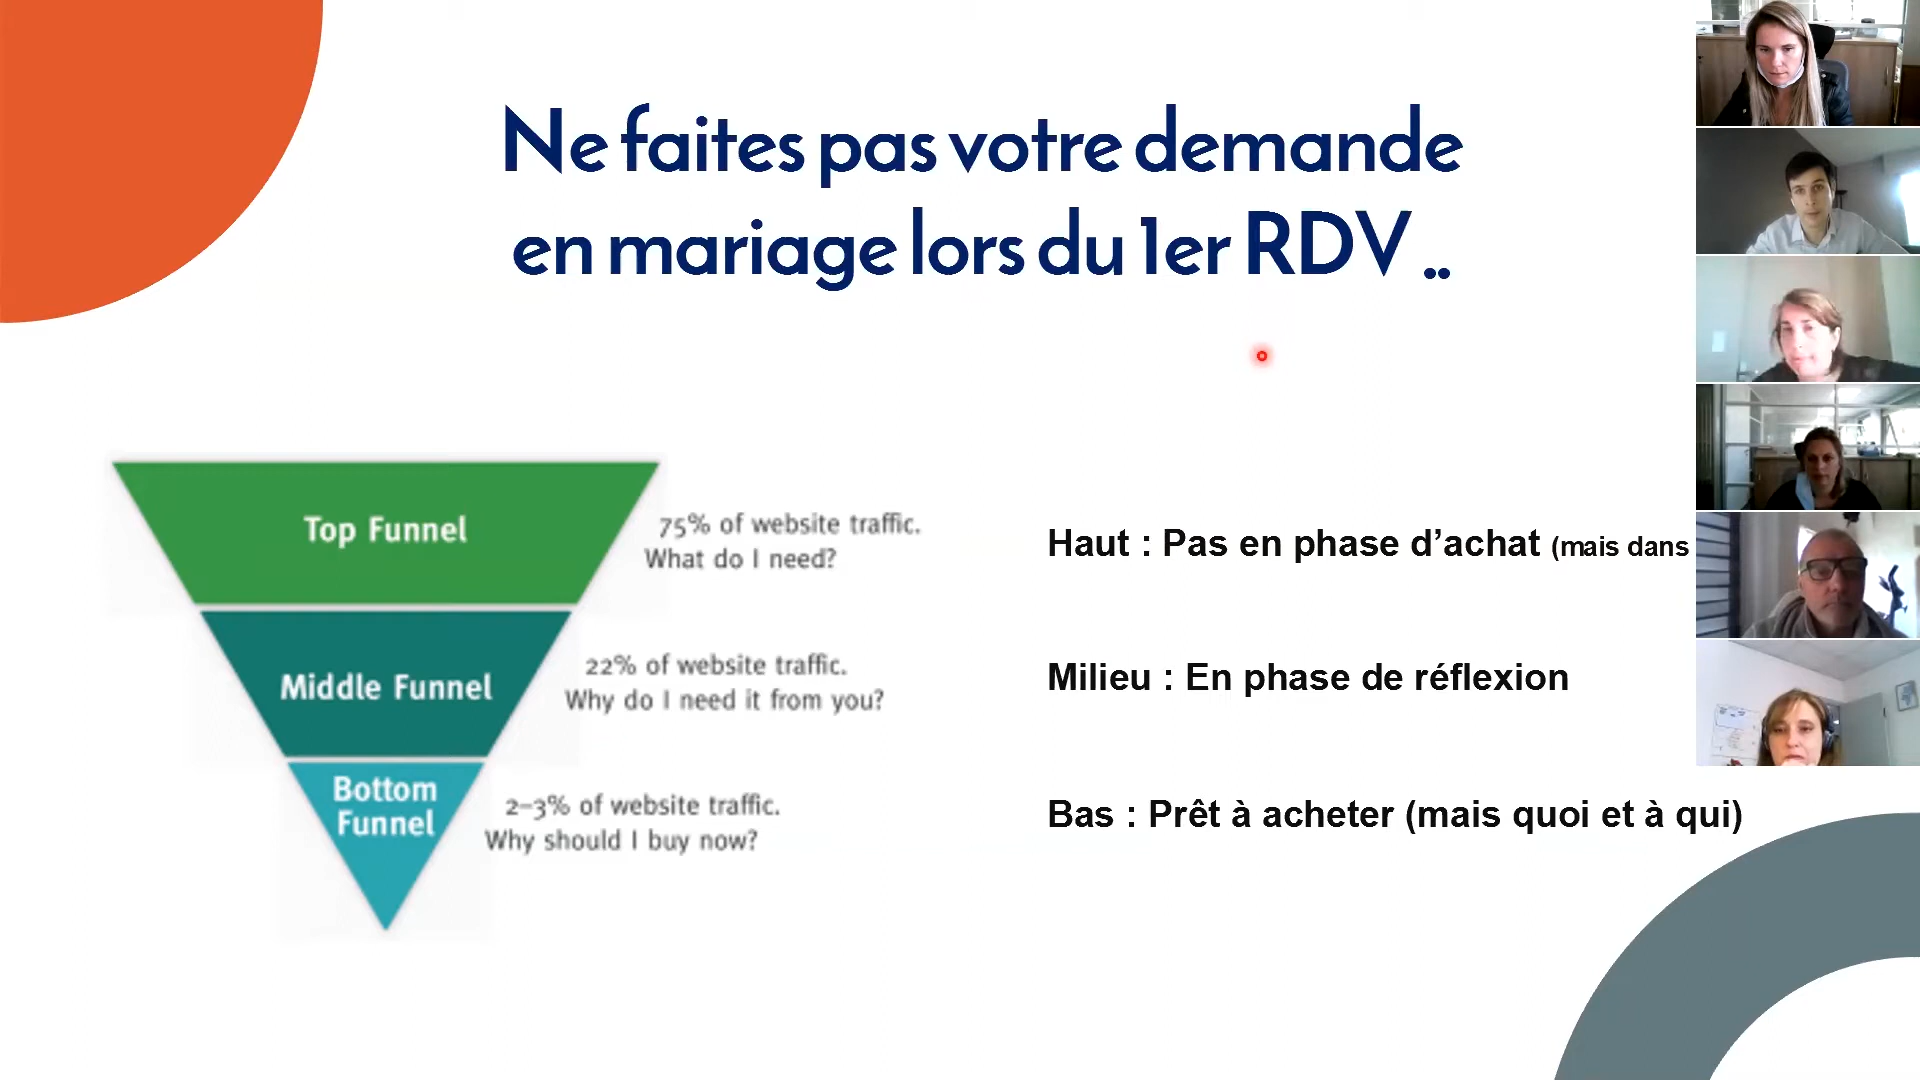 Ne faites pas votre demande
en mariage lors du 1er RDV ..
Top Funnel
75% of website traffic.
What do I need?
Haut : Pas en phase d’achat (mais dans
Middle Funnel
22% of website traffic.
Why do I need it from you?
Milieu : En phase de réflexion
Bottom
Funnel
2–3% of website traffic.
Why should I buy now?
Bas : Prêt à acheter (mais quoi et à qui)